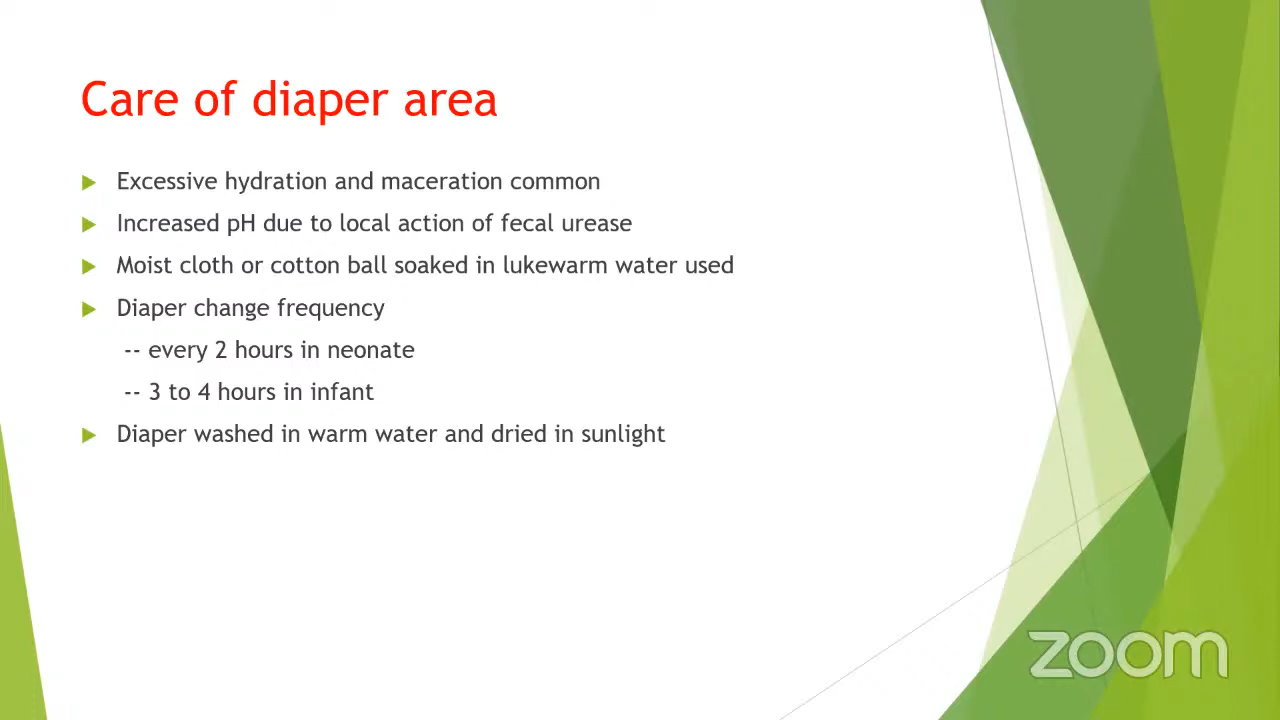 Care of diaper area
Excessive hydration and maceration common
Increased pH due to local action of fecal urease
Moist cloth or cotton ball soaked in lukewarm water used
Diaper change frequency
-- every 2 hours in neonate
-- 3 to 4 hours in infant
Diaper washed in warm water and dried in sunlight
zoom